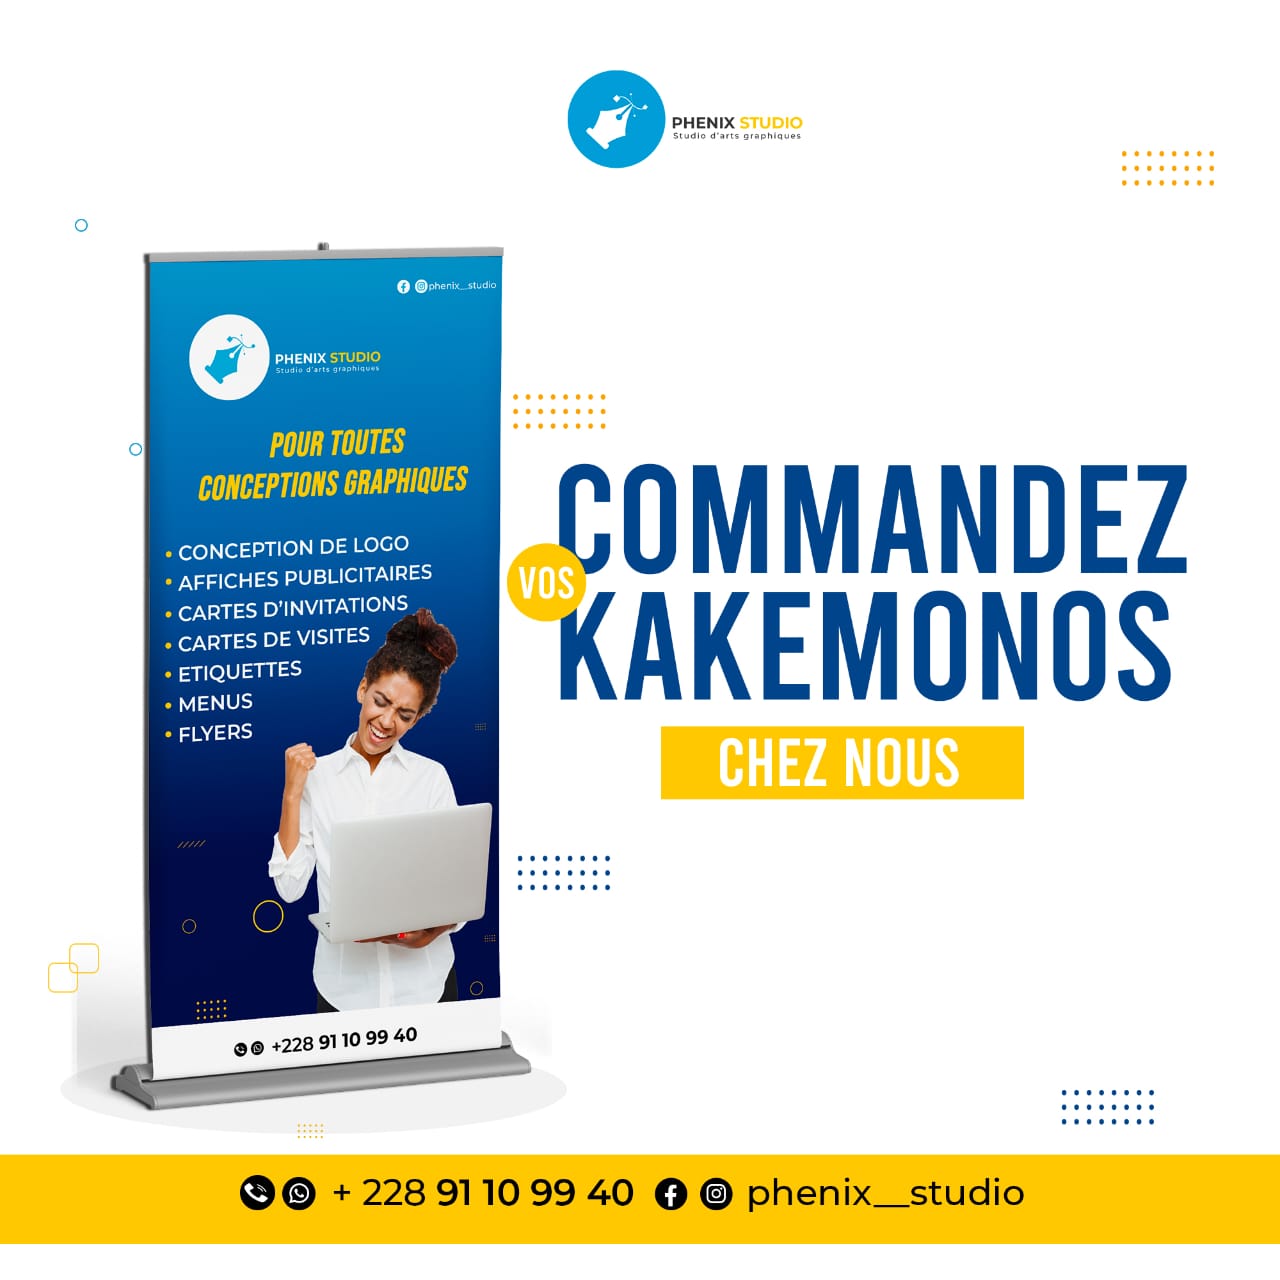 PHENIX STUDIO
Studio d'arts graphiques
phenix__studio
PHENIX STUDIO
Studio d'arts graphiques
POUR TOUTES
CONCEPTIONS GRAPHIQUES
• CONCEPTION DE LOGO
• AFFICHES PUBLICITAIRES
• CARTES D'INVITATIONS
• CARTES DE VISITES
• ETIQUETTES
• MENUS
• FLYERS
+228 91 10 99 40
COMMANDEZ
VOS
KAKEMONOS
CHEZ NOUS
+ 228 91 10 99 40 phenix__studio